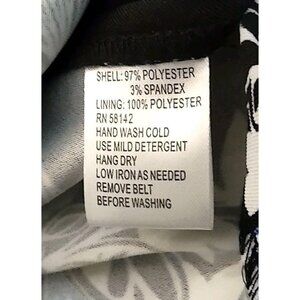 SHELL: 97% POLYESTER
3% SPANDEX
LINING: 100% POLYESTER
RN 58142
HAND WASH COLD
USE MILD DETERGENT
HANG DRY
LOW IRON AS NEEDED
REMOVE BELT
BEFORE WASHING